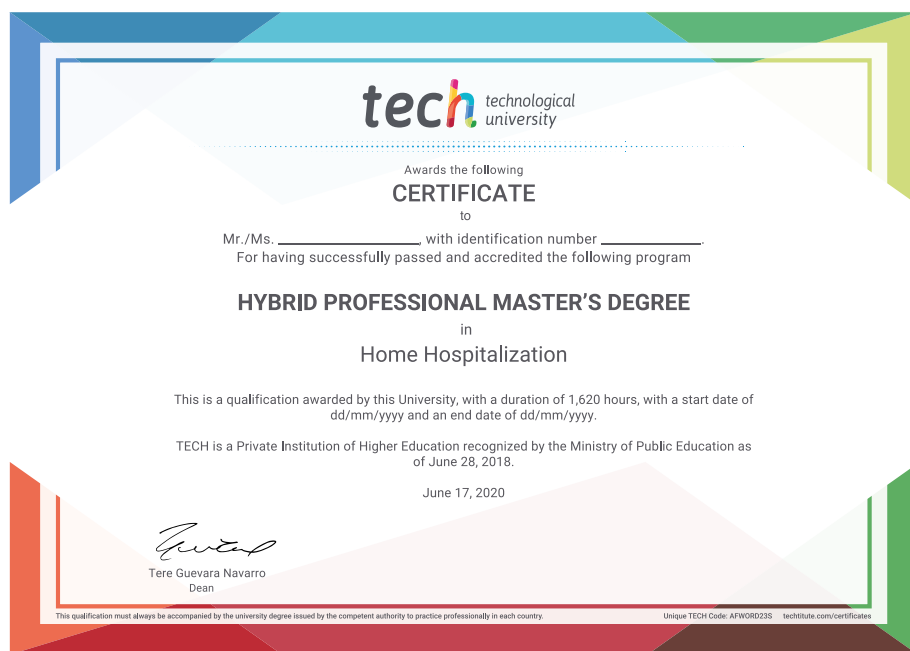 tech technological
university
Awards the following
CERTIFICATE
to
Mr./Ms. ____________________, with identification number ______________.
For having successfully passed and accredited the following program
HYBRID PROFESSIONAL MASTER'S DEGREE
in
Home Hospitalization
This is a qualification awarded by this University, with a duration of 1,620 hours, with a start date of
dd/mm/yyyy and an end date of dd/mm/yyyy.
TECH is a Private Institution of Higher Education recognized by the Ministry of Public Education as
of June 28, 2018.
June 17, 2020
Tere Guevara Navarro
Dean
This qualification must always be accompanied by the university degree issued by the competent authority to practice professionally in each country.
Unique TECH Code: AFWORD23S techtitute.com/certificates